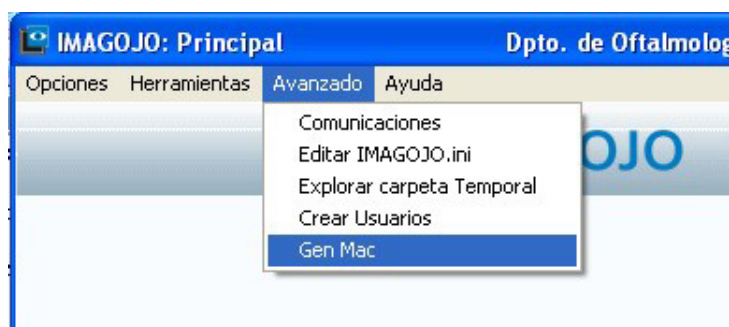 IMAGOJO: Principal Dpto. de Oftalmolog
Opciones Herramientas Avanzado Ayuda
Comunicaciones
OJO
Editar IMAGOJO.ini
Explorar carpeta Temporal
Crear Usuarios
Gen Mac